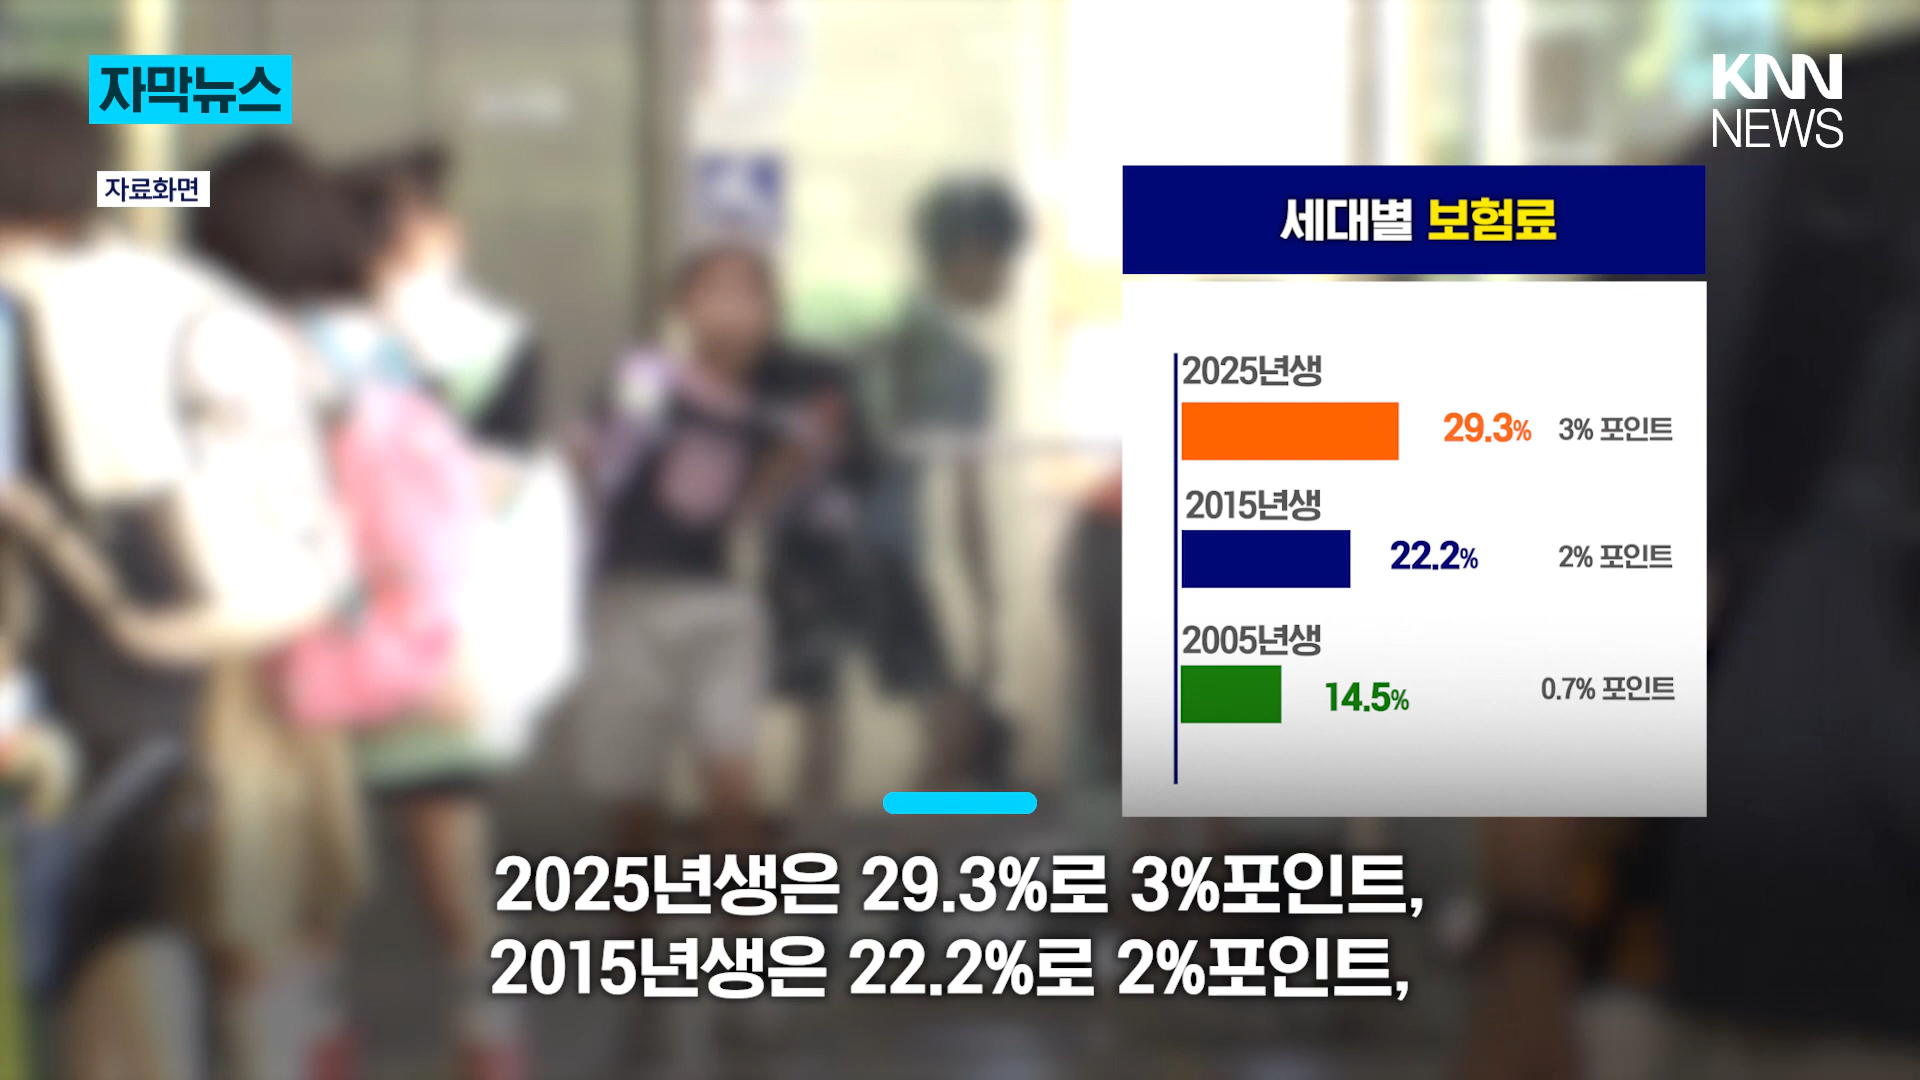 자막뉴스
KNN
NEWS
자료화면
세대별 보험료
2025년생
29.3% 3% 포인트
2015년생
22.2% 2% 포인트
2005년생
14.5% 0.7% 포인트
2025년생은 29.3%로 3%포인트,
2015년생은 22.2%로 2%포인트,